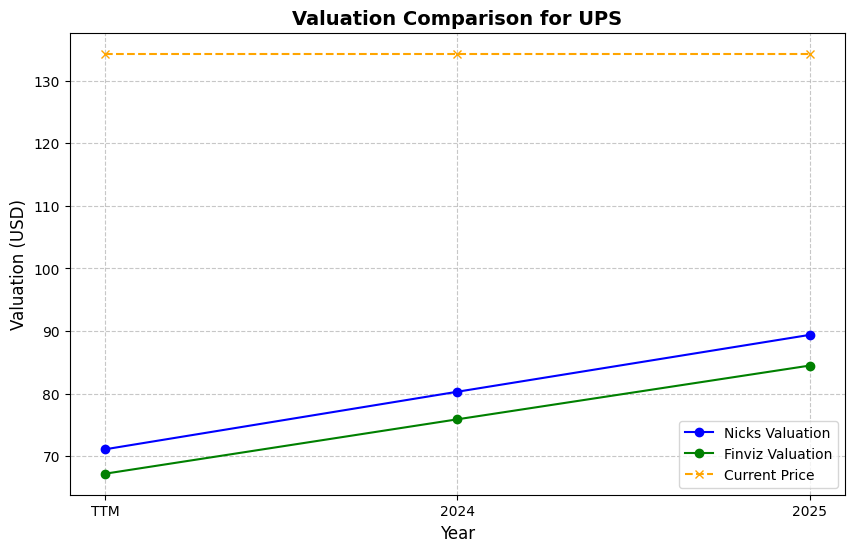 Valuation Comparison for UPS
Valuation (USD)
130
120
110
100
90
80
70
Nicks Valuation
Finviz Valuation
Current Price
TTM 2024 2025
Year